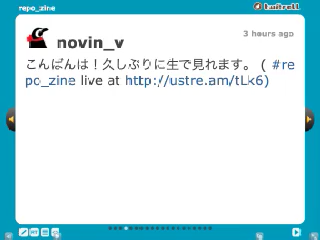 repo_zine
twitell
3 hours ago
novin_v
こんばんは！久しぶりに生で見れます。 ( #re
po_zine live at http://ustre.am/tLk6)